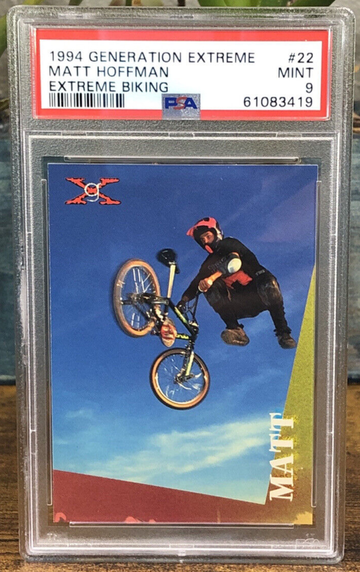 1994 GENERATION EXTREME #22
MATT HOFFMAN MINT
EXTREME BIKING 9
PSA 61083419
MATT